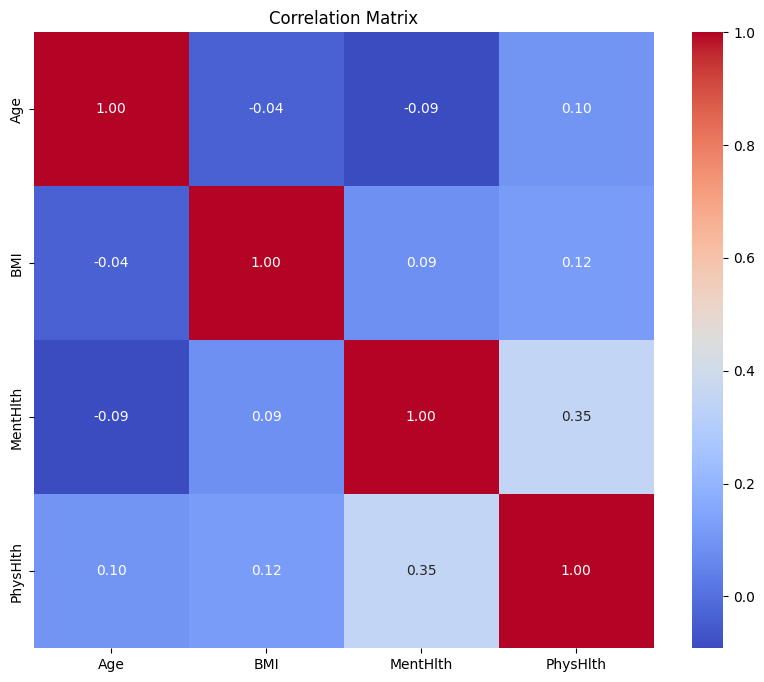 Correlation Matrix
Age 1.00 -0.04 -0.09 0.10
BMI -0.04 1.00 0.09 0.12
MentHlth -0.09 0.09 1.00 0.35
PhysHlth 0.10 0.12 0.35 1.00
Age BMI MentHlth PhysHlth
1.0
0.8
0.6
0.4
0.2
0.0